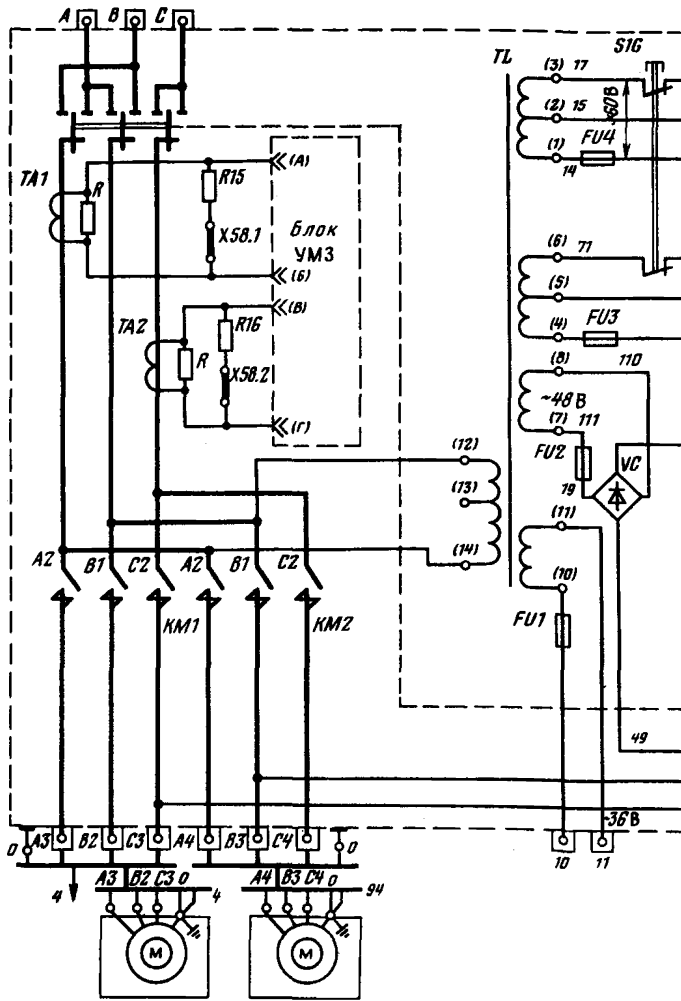 A B C
TL
S1G
(3) 17
(2) 15
~60В
(1)
14
FU4
TA1
R
R15
X58.1
(А)
Блок
УМЗ
(Б)
(В)
TA2
R
R16
X58.2
(Г)
(6) 71
(5)
(4)
FU3
110
(8)
~48 В
(7) 111
FU2
19
VC
(12)
(13)
(14)
(11)
(10)
FU1
A2 B1 C2 A2 B1 C2
KM1
KM2
49
~36 В
0 A3 B2 C3 A4 B3 C4 0
10 11
4
A3 B2 C3 0
4
A4 B3 C4 0
94
M
M